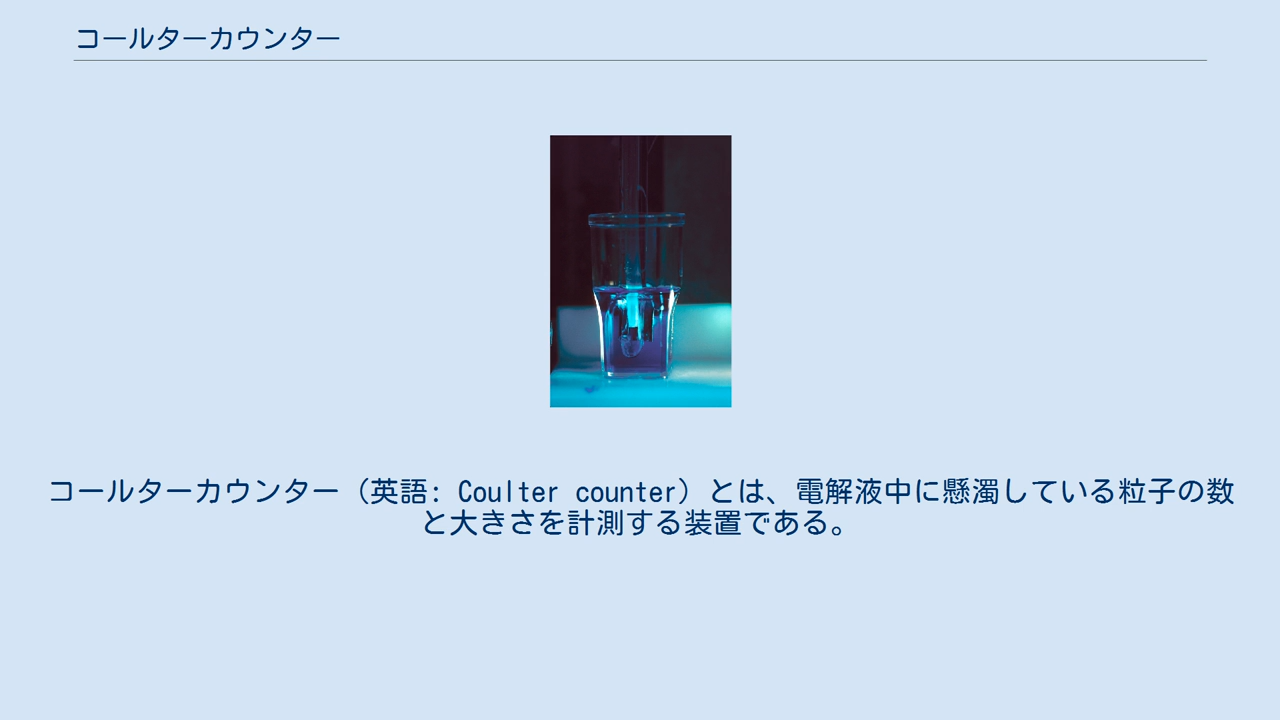 コールターカウンター
コールターカウンター（英語: Coulter counter）とは、電解液中に懸濁している粒子の数
と大きさを計測する装置である。